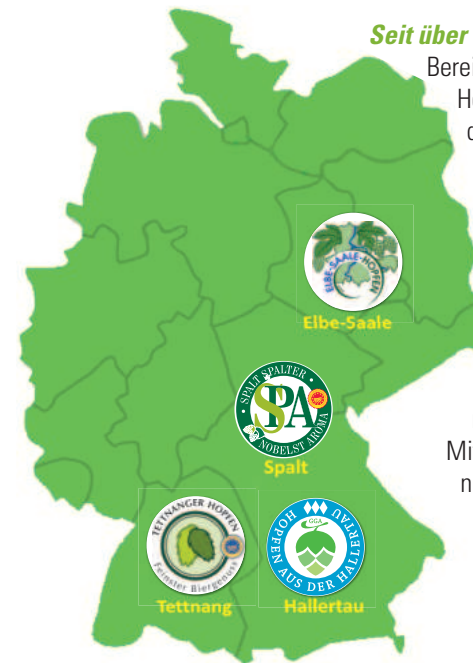 Seit über
Berei
H
ELBE-SAALE-HOPFEN
Elbe-Saale
SPALT SPALTER
SPA
NOBELST AROMA
Spalt
Mi
n
TETTNANGER HOPFEN
Feinster Biergenuss
Tettnang
GGA
HOPFEN AUS DER HALLERTAU
Hallertau